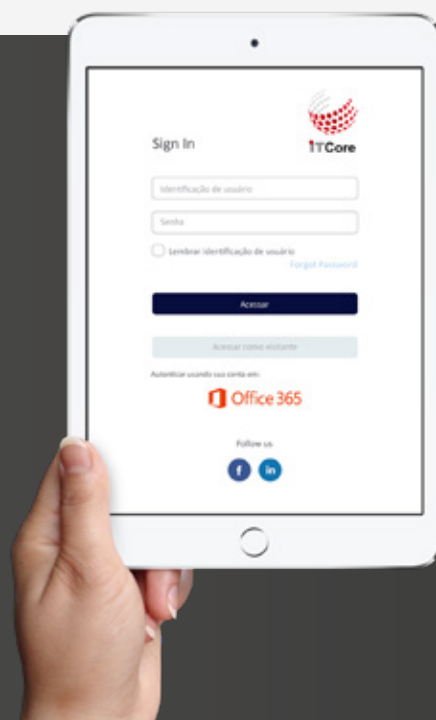 Sign In
iTCore
Identificação de usuário
Senha
Lembrar identificação de usuário
Forgot Password
Acessar
Acessar como visitante
Autenticar usando sua conta em:
Office 365
Follow us
f in